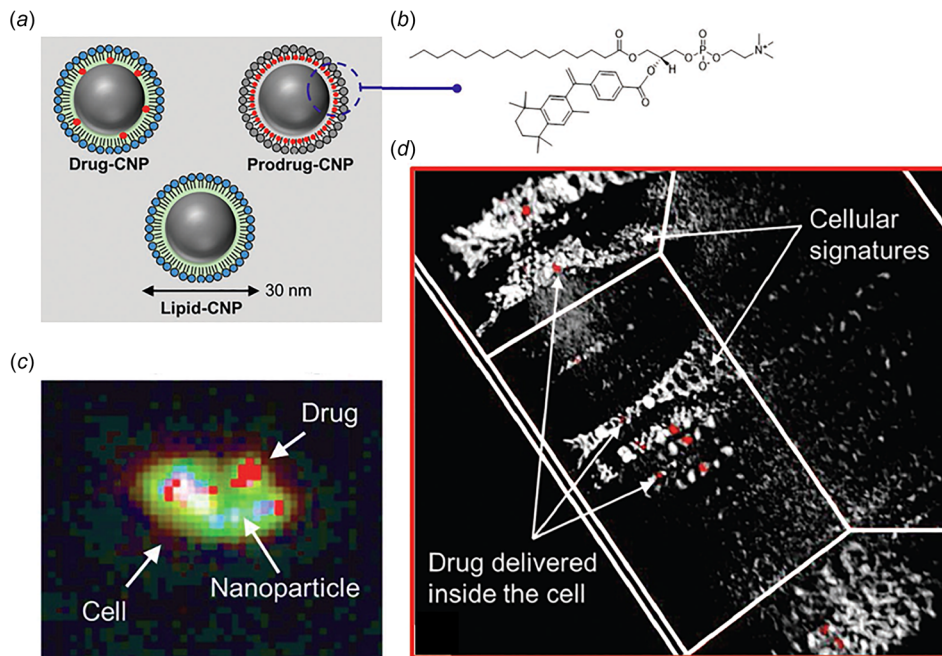 (a)
Drug-CNP
Prodrug-CNP
Lipid-CNP
30 nm
(b)
O
O
O
P
O
O⁻
O
N⁺
O
H
O
(c)
Drug
Nanoparticle
Cell
(d)
Cellular
signatures
Drug delivered
inside the cell